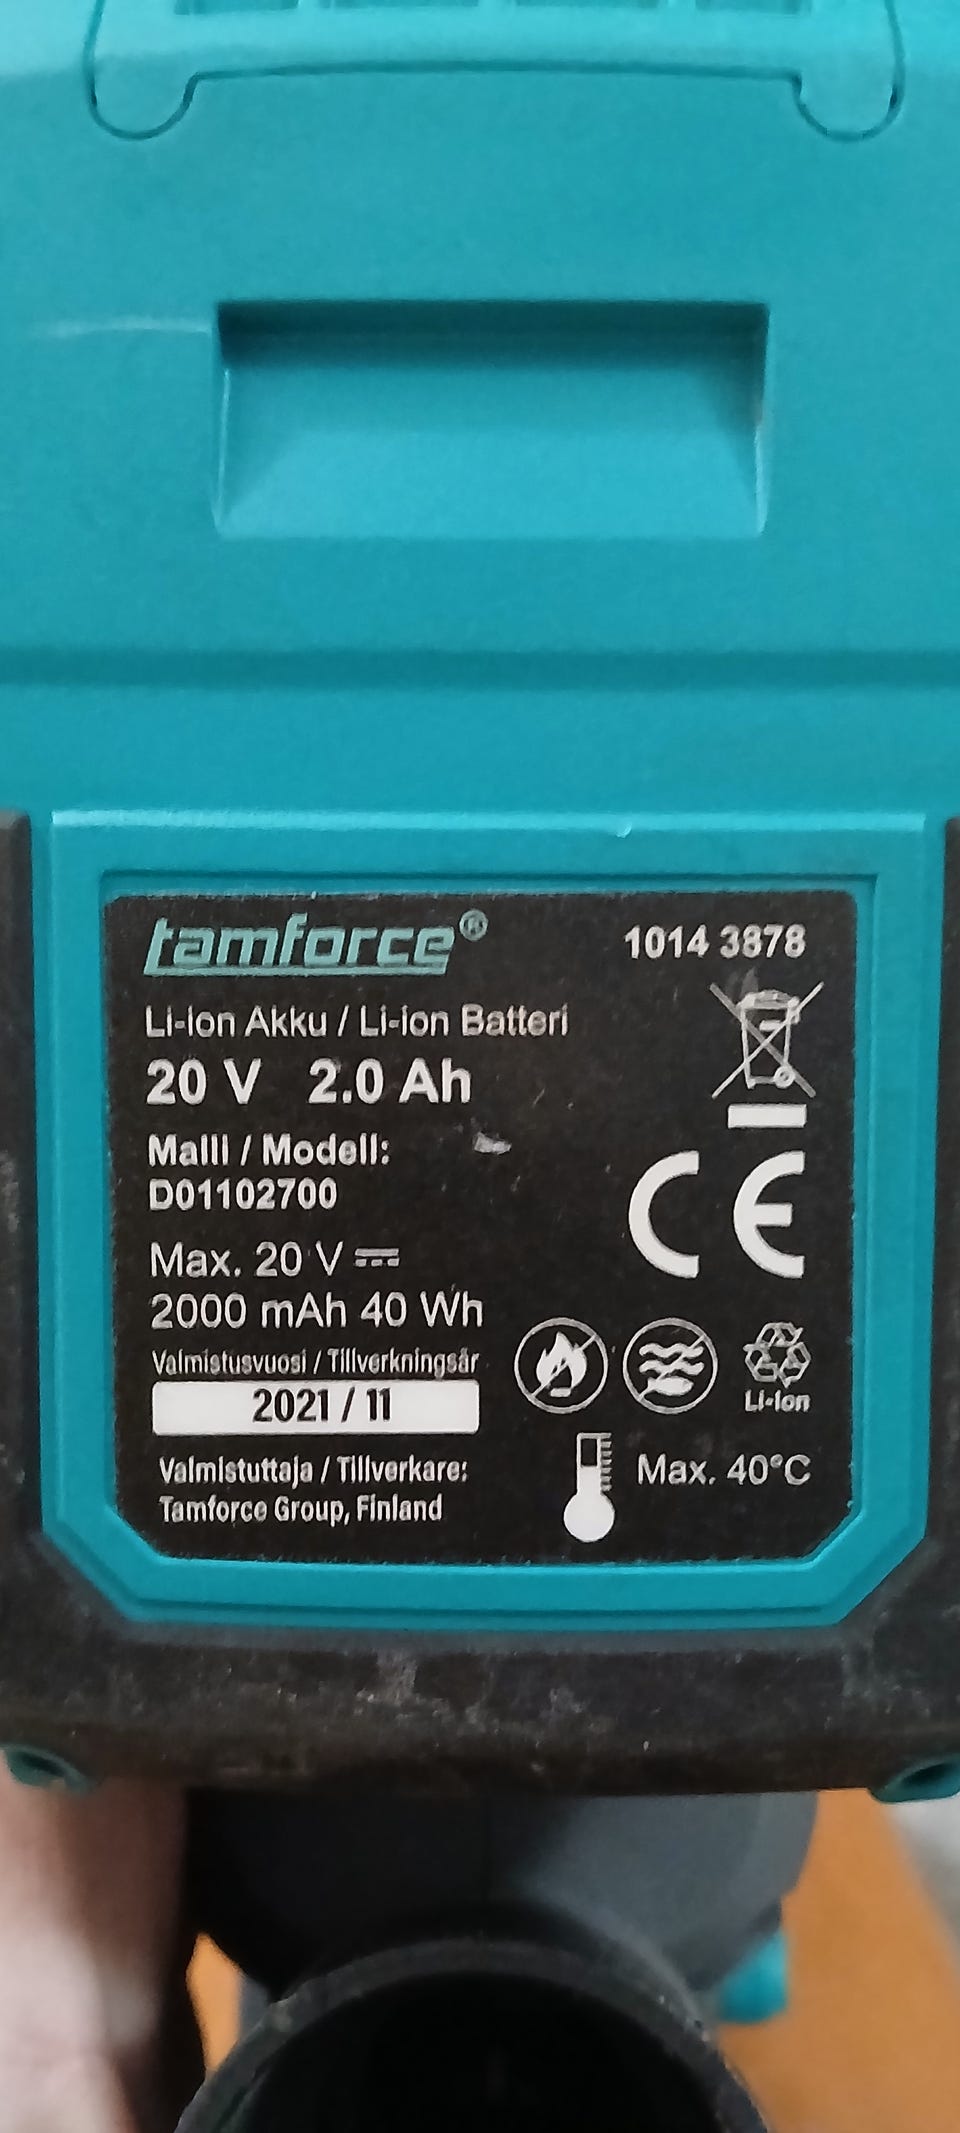 tamforce®
1014 3878
Li-Ion Akku / Li-ion Batteri
20 V 2.0 Ah
Malli / Modell:
D01102700
Max. 20 V
2000 mAh 40 Wh
Valmistusvuosi / Tillverkningsår
2021 / 11
Valmistuttaja / Tillverkare:
Tamforce Group, Finland
CE
Li-Ion
Max. 40°C